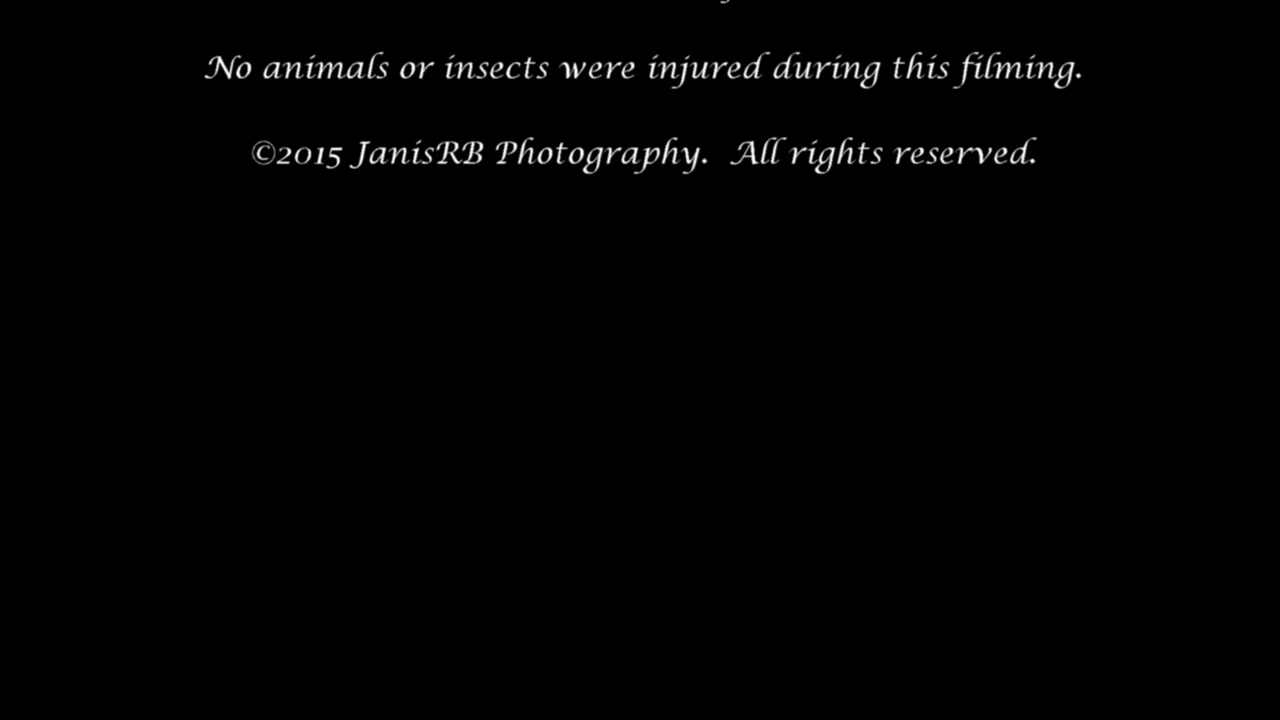 No animals or insects were injured during this filming.
©2015 JanisRB Photography. All rights reserved.